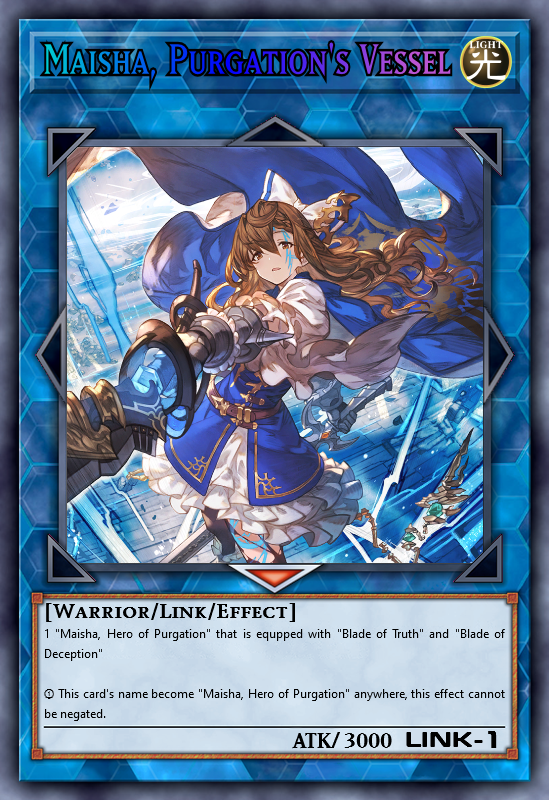 Maisha, Purgation's Vessel
LIGHT
光
[Warrior/Link/Effect]
1 "Maisha, Hero of Purgation" that is equpped with "Blade of Truth" and "Blade of
Deception"
① This card's name become "Maisha, Hero of Purgation" anywhere, this effect cannot
be negated.
ATK/ 3000 LINK-1